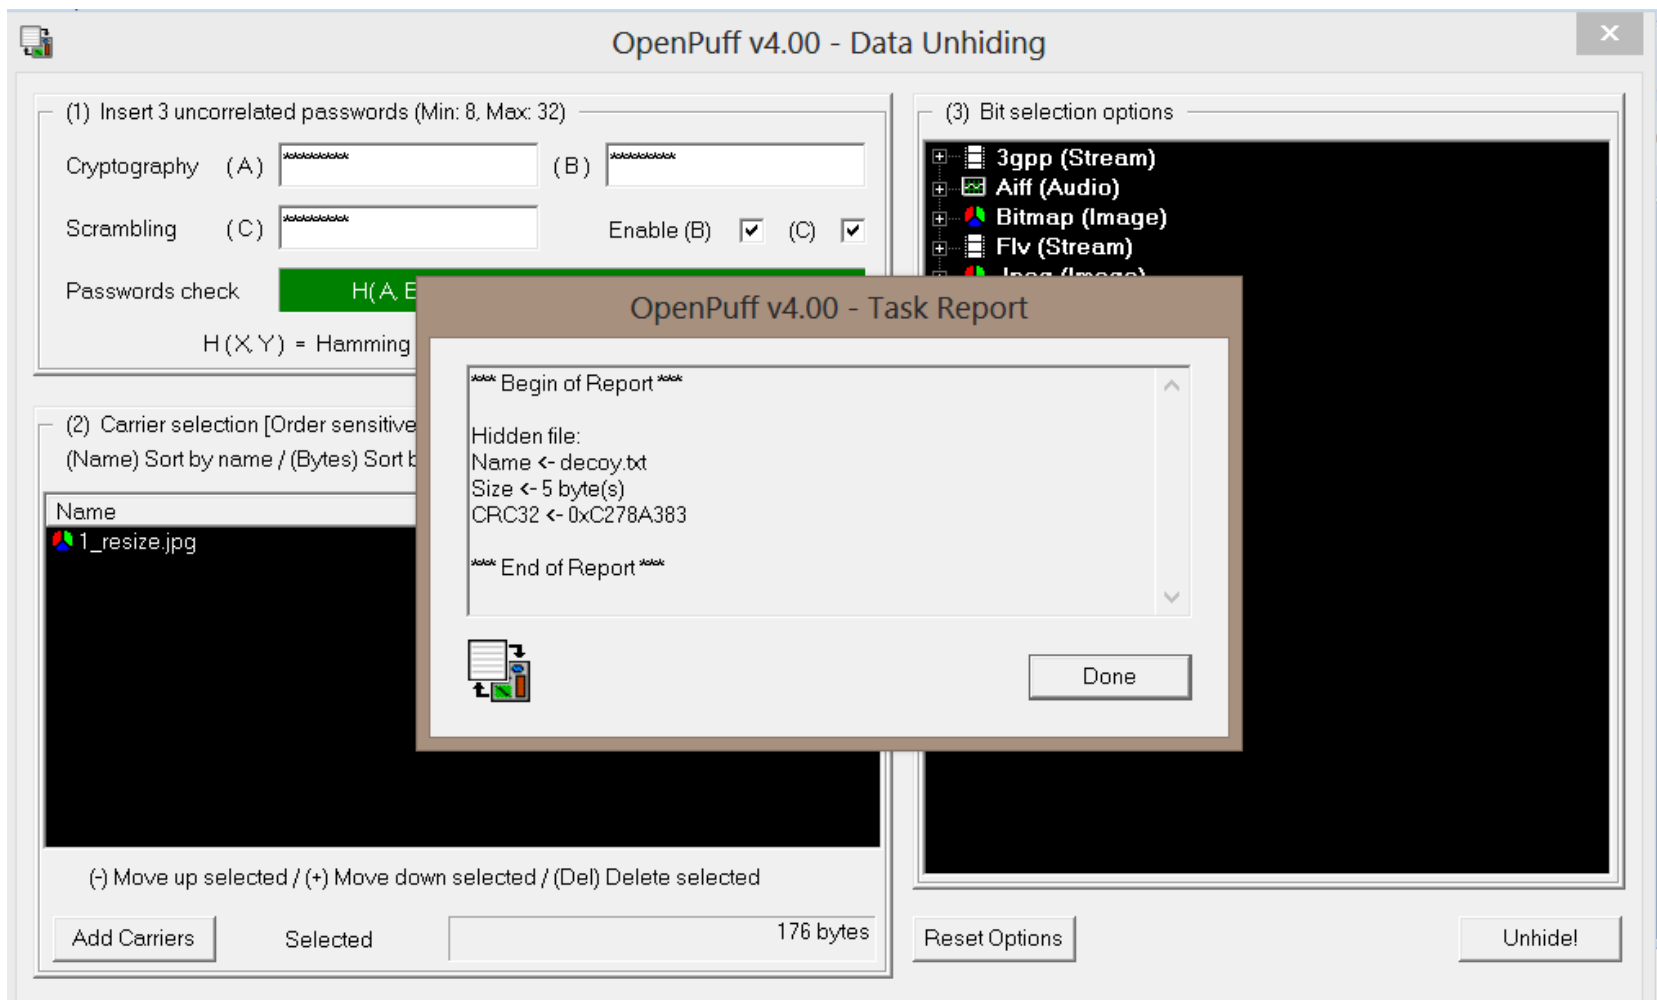 OpenPuff v4.00 - Data Unhiding
(1) Insert 3 uncorrelated passwords (Min: 8, Max: 32)
Cryptography (A) ********* (B) *********
Scrambling (C) ********* Enable (B) (C)
Passwords check H( A,
H ( X, Y ) = Hamming
(2) Carrier selection [Order sensitive
(Name) Sort by name / (Bytes) Sort
Name
1_resize.jpg
(-) Move up selected / (+) Move down selected / (Del) Delete selected
Add Carriers Selected 176 bytes
(3) Bit selection options
3gpp (Stream)
Aiff (Audio)
Bitmap (Image)
Flv (Stream)
Jpeg (Image)
Reset Options Unhide!
OpenPuff v4.00 - Task Report
*** Begin of Report ***
Hidden file:
Name <- decoy.txt
Size <- 5 byte(s)
CRC32 <- 0xC278A383
*** End of Report ***
Done